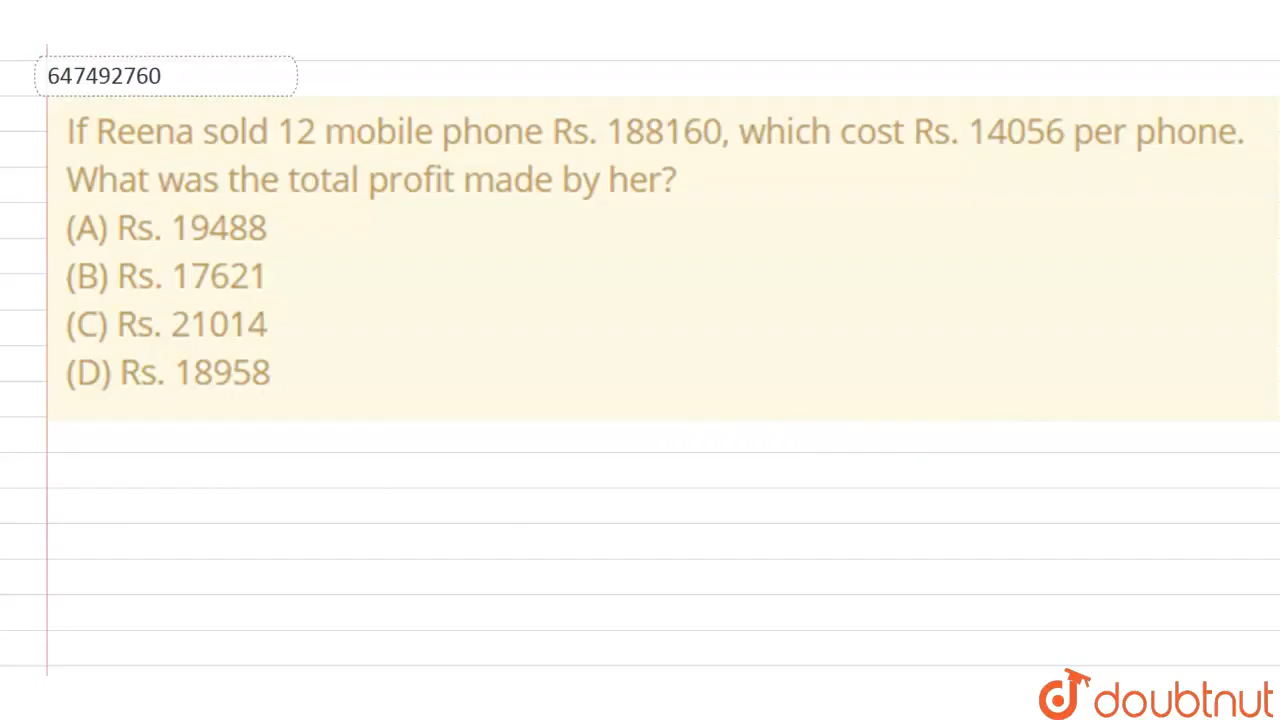 647492760
If Reena sold 12 mobile phone Rs. 188160, which cost Rs. 14056 per phone.
What was the total profit made by her?
(A) Rs. 19488
(B) Rs. 17621
(C) Rs. 21014
(D) Rs. 18958
doubtnut